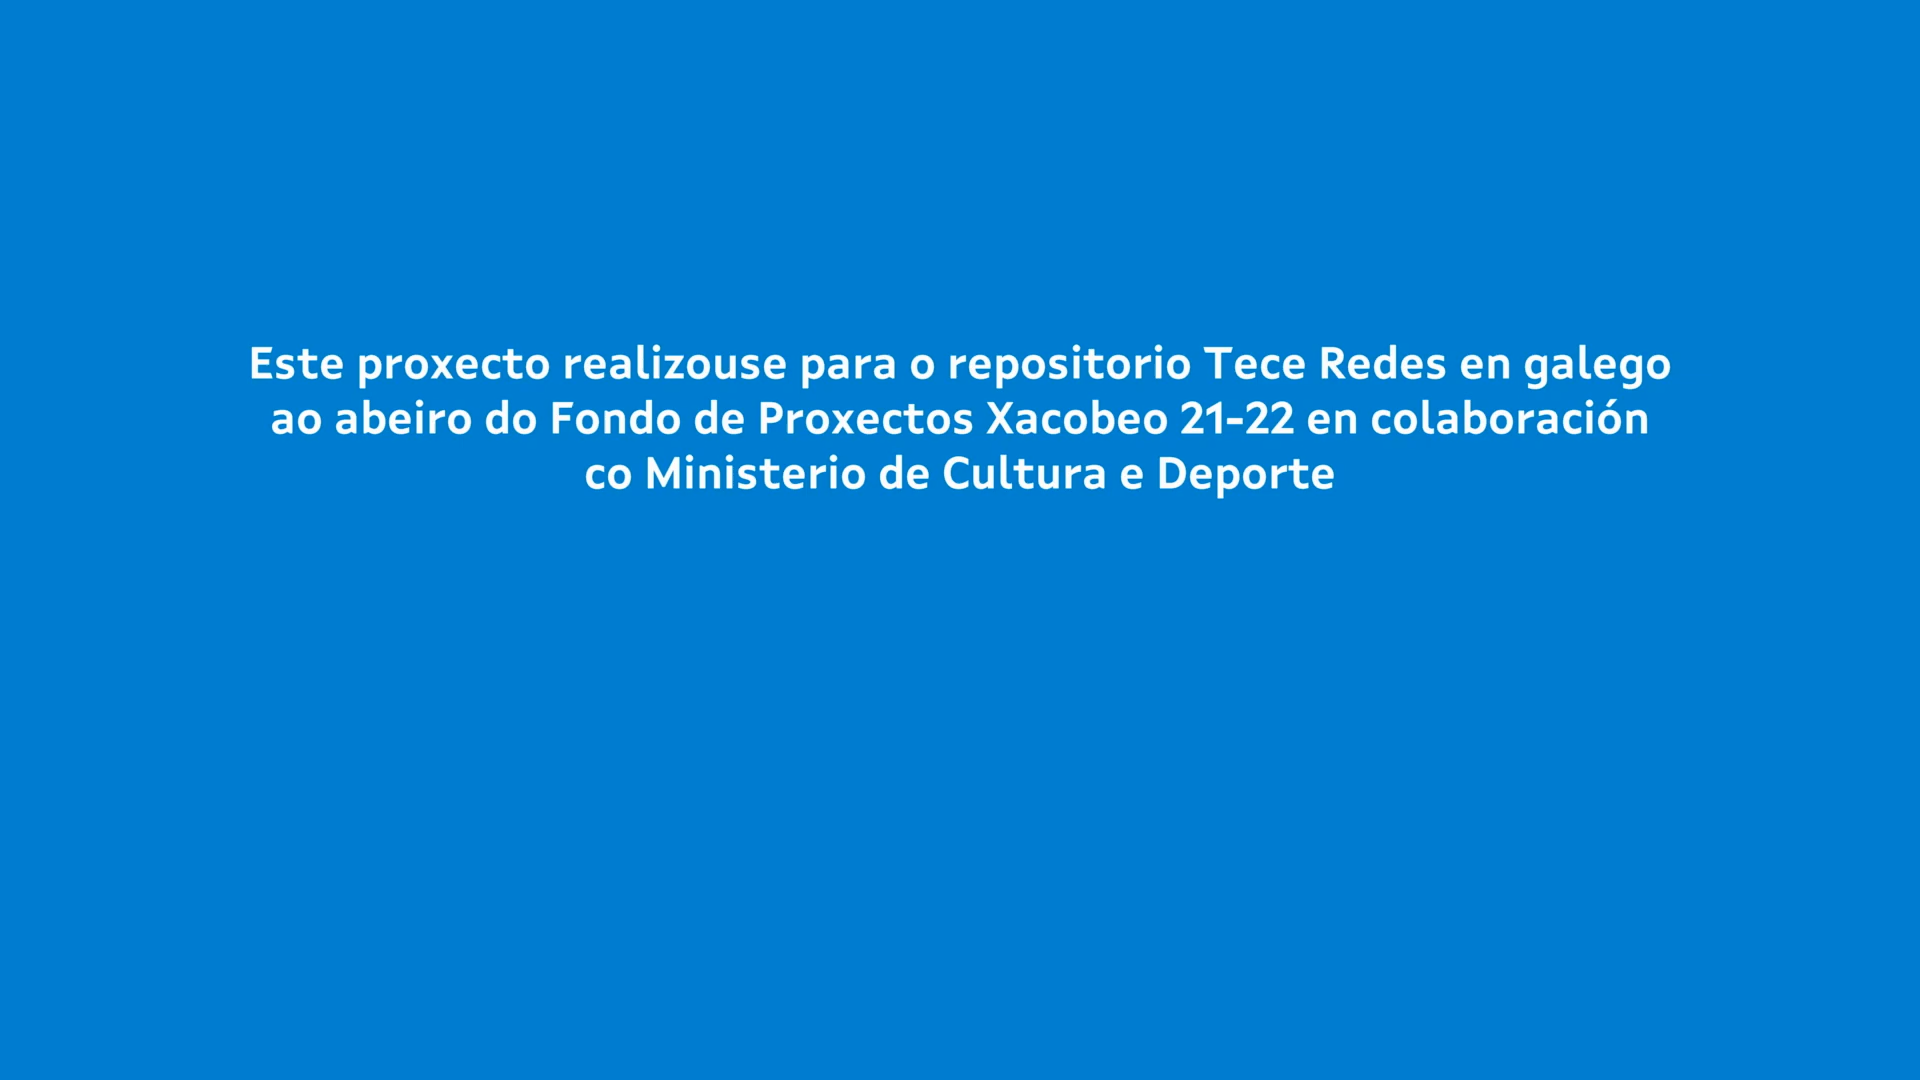 Este proxecto realizouse para o repositorio Tece Redes en galego
ao abeiro do Fondo de Proxectos Xacobeo 21-22 en colaboración
co Ministerio de Cultura e Deporte